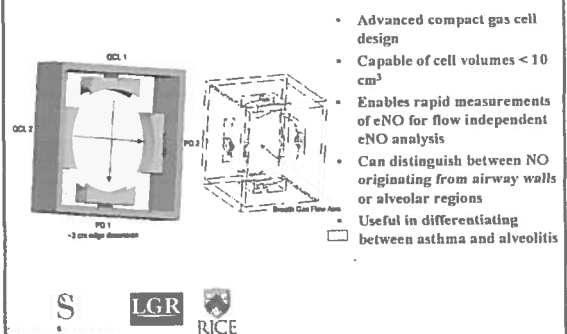 • Advanced compact gas cell
design
• Capable of cell volumes < 10
cm³
• Enables rapid measurements
of eNO for flow independent
eNO analysis
• Can distinguish between NO
originating from airway walls
or alveolar regions
• Useful in differentiating
between asthma and alveolitis
QCL 1
QCL 2
PD 2
PD 1
~3 cm edge dimension
Breath Gas Flow Axis
S
LGR
RICE